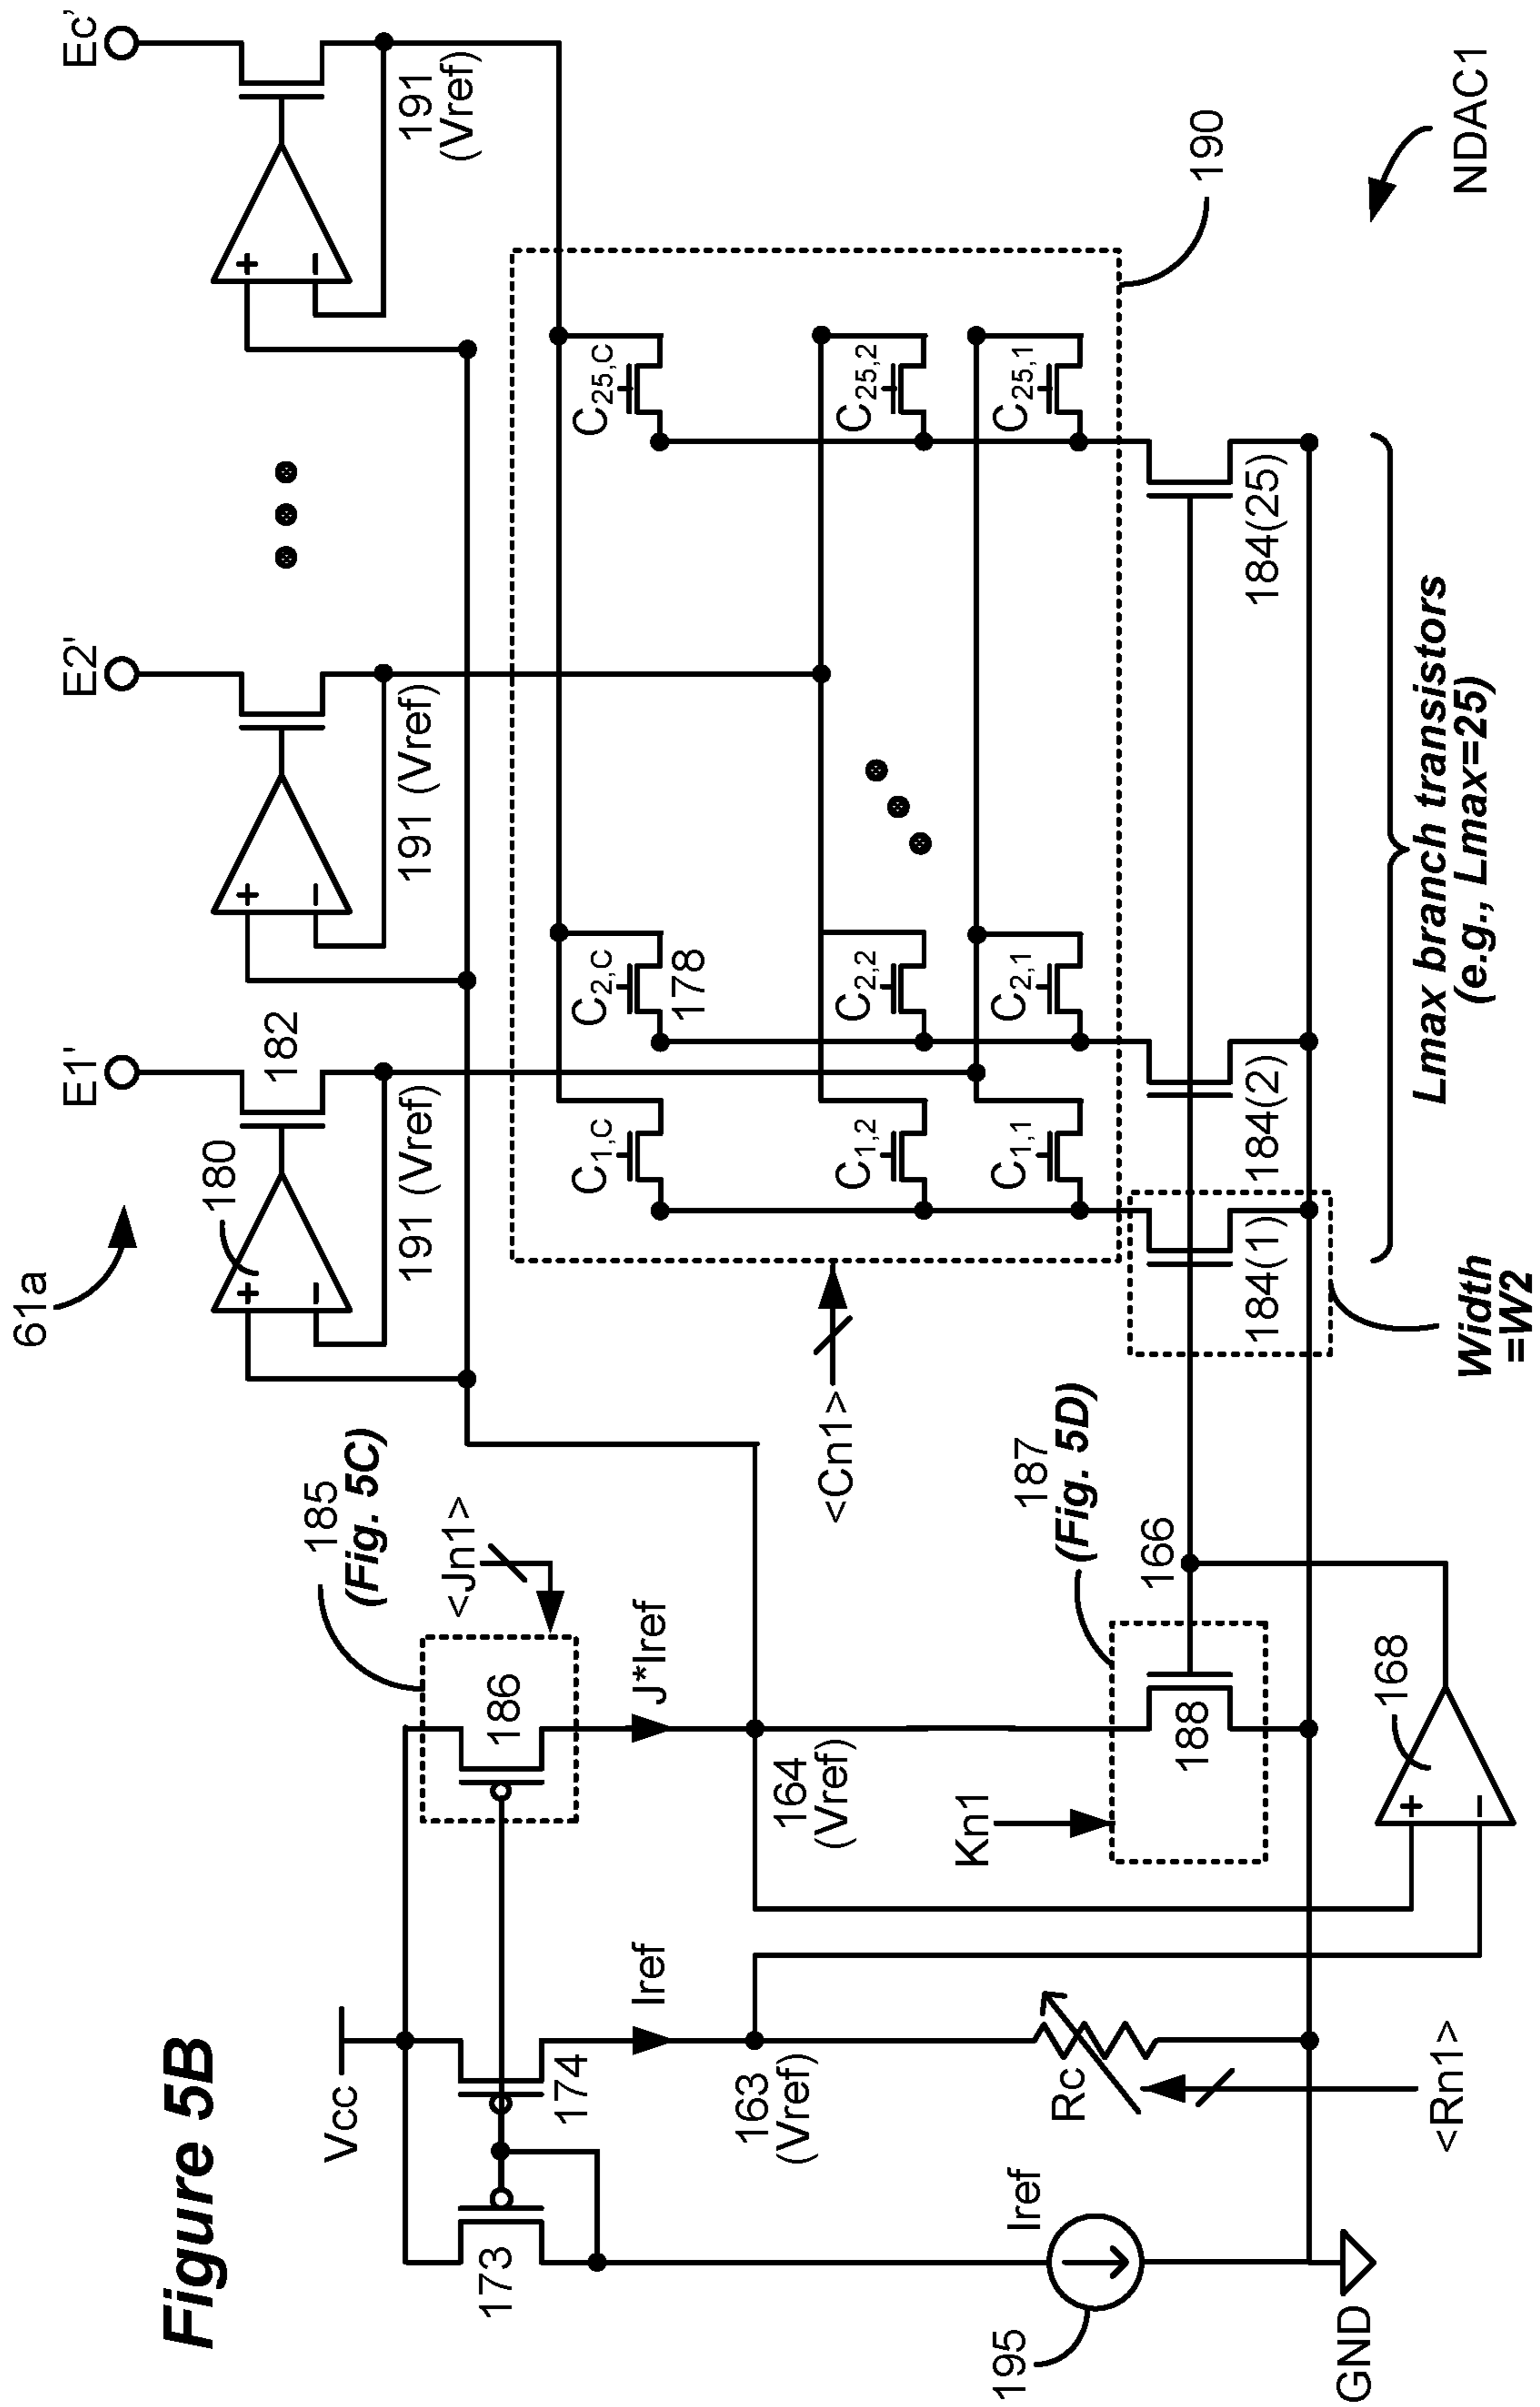 Figure 5B
61a
E1'
E2'
Ec'
180
182
191 (Vref)
191 (Vref)
191
(Vref)
+
−
+
−
+
−
Vcc
185
(Fig. 5C)
<Jn1>
173
174
186
Iref
J*Iref
163
(Vref)
164
(Vref)
C1,C
C2,C
178
C25,C
C1,2
C2,2
C25,2
C1,1
C2,1
C25,1
190
<Cn1>
187
(Fig. 5D)
Kn1
166
188
184(1)
184(2)
184(25)
Iref
195
Rc
<Rn1>
GND
168
+
−
Width
=W2
Lmax branch transistors
(e.g., Lmax=25)
NDAC1